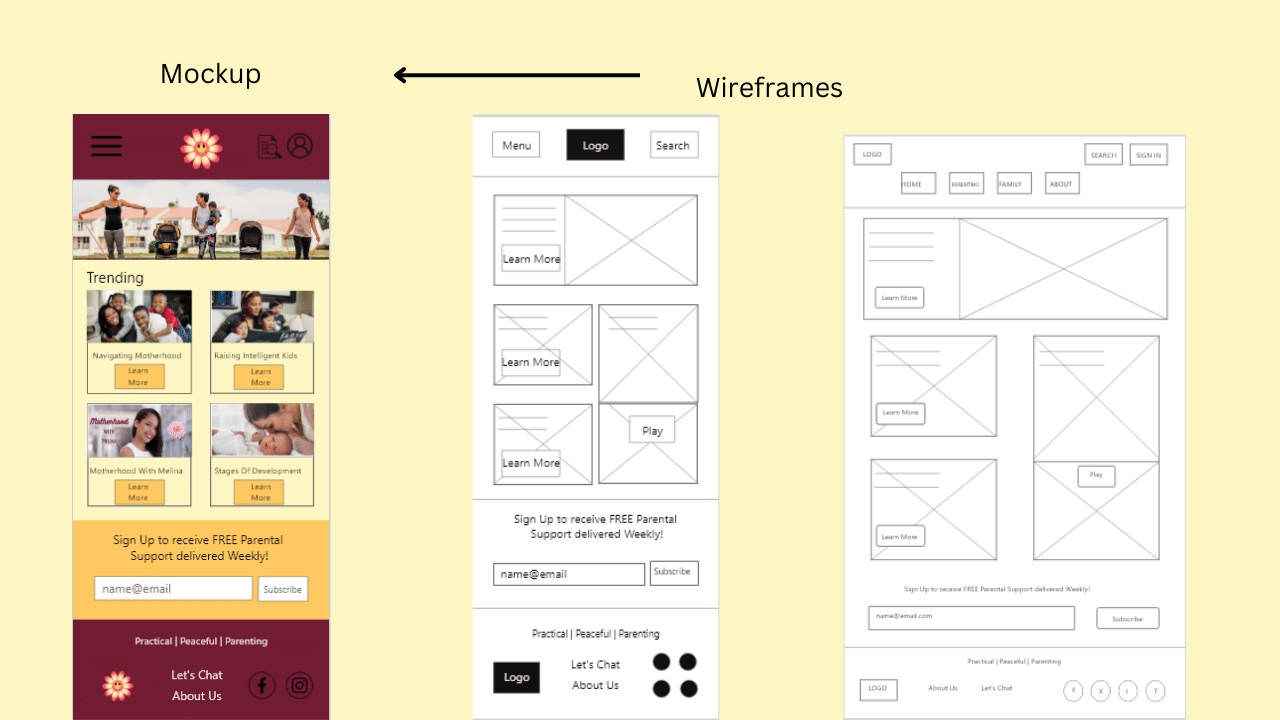 Mockup
Wireframes
Trending
Navigating Motherhood
Learn
More
Raising Intelligent Kids
Learn
More
Motherhood
WITH
MELINA
Motherhood With Melina
Learn
More
Stages Of Development
Learn
More
Sign Up to receive FREE Parental
Support delivered Weekly!
name@email
Subscribe
Practical | Peaceful | Parenting
Let's Chat
About Us
Menu
Logo
Search
Learn More
Learn More
Learn More
Play
Sign Up to receive FREE Parental
Support delivered Weekly!
name@email
Subscribe
Practical | Peaceful | Parenting
Logo
Let's Chat
About Us
LOGO
SEARCH
SIGN IN
HOME
PARENTING
FAMILY
ABOUT
Learn More
Learn More
Learn More
Play
Sign Up to receive FREE Parental Support delivered Weekly!
name@email.com
Subscribe
Practical | Peaceful | Parenting
LOGO
About Us
Let's Chat
F
X
I
T